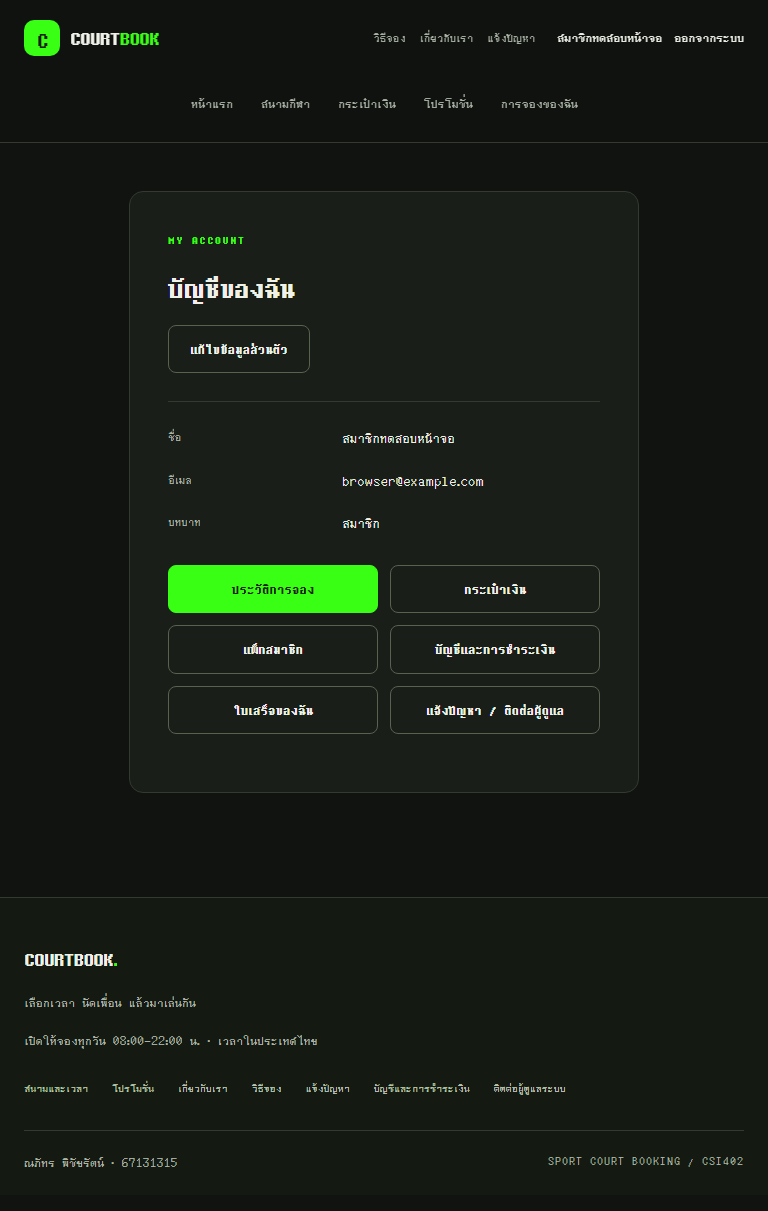 C COURTBOOK วิธีจอง เกี่ยวกับเรา แจ้งปัญหา สมาชิกทดสอบหน้าจอ ออกจากระบบ
หน้าแรก สนามกีฬา กระเป๋าเงิน โปรโมชั่น การจองของฉัน
MY ACCOUNT
บัญชีของฉัน
แก้ไขข้อมูลส่วนตัว
ชื่อ สมาชิกทดสอบหน้าจอ
อีเมล browser@example.com
บทบาท สมาชิก
ประวัติการจอง กระเป๋าเงิน
แพ็กสมาชิก บัญชีและการชำระเงิน
ใบเสร็จของฉัน แจ้งปัญหา / ติดต่อผู้ดูแล
COURTBOOK.
เลือกเวลา นัดเพื่อน แล้วมาเล่นกัน
เปิดให้จองทุกวัน 08:00–22:00 น. · เวลาในประเทศไทย
สนามและเวลา โปรโมชั่น เกี่ยวกับเรา วิธีจอง แจ้งปัญหา บัญชีและการชำระเงิน ติดต่อผู้ดูแลระบบ
ณภัทร พิรัชรัตน์ · 67131315 SPORT COURT BOOKING / CSI402